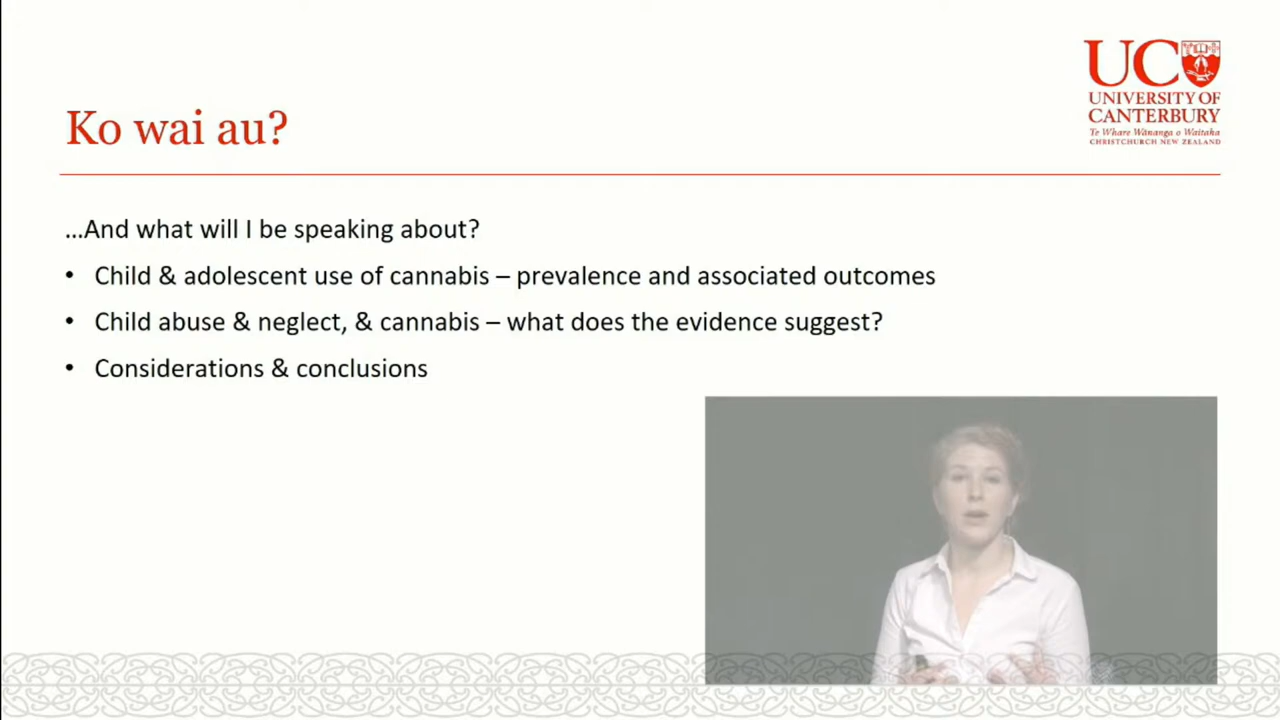 UC
UNIVERSITY OF
CANTERBURY
Te Whare Wānanga o Waitaha
CHRISTCHURCH NEW ZEALAND
Ko wai au?
...And what will I be speaking about?
• Child & adolescent use of cannabis – prevalence and associated outcomes
• Child abuse & neglect, & cannabis – what does the evidence suggest?
• Considerations & conclusions